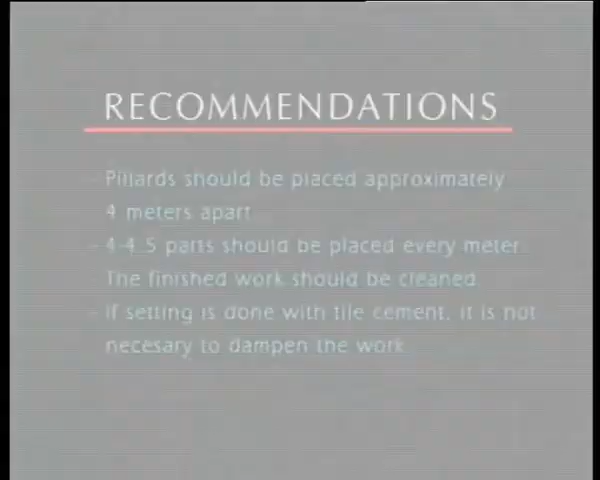 RECOMMENDATIONS
- Pillards should be placed approximately
4 meters apart
- 4-4.5 parts should be placed every meter.
The finished work should be cleaned.
- If setting is done with tile cement, it is not
necesary to dampen the work.